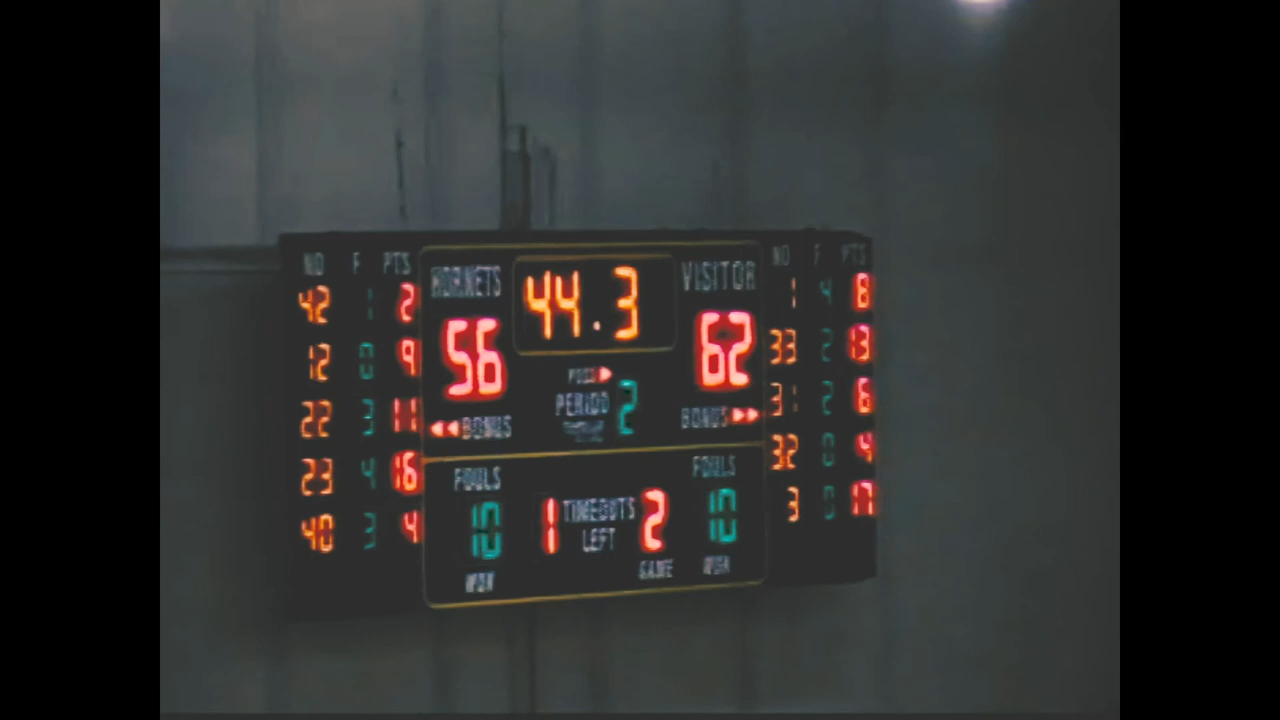 NO F PTS HORNETS 44.3 VISITOR NO F PTS
42 1 2 1 4 8
12 0 9 56 62 33 2 13
POSS
22 3 11 PERIOD 2 31 2 6
BONUS BONUS
23 4 16 FOULS FOULS 32 0 4
40 3 4 10 1 TIMEOUTS 2 10 3 0 17
LEFT
WON GAME WON